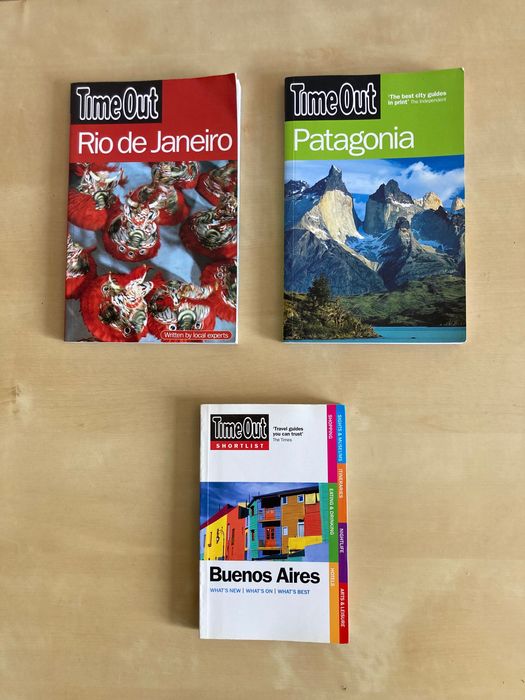 Time Out
Rio de Janeiro
Written by local experts
Time Out
'The best city guides
in print' The Independent
Patagonia
Time Out
SHORTLIST
'Travel guides
you can trust'
The Times
SHOPPING
SIGHTS & MUSEUMS
ITINERARIES
EATING & DRINKING
NIGHTLIFE
HOTELS
ARTS & LEISURE
Buenos Aires
WHAT'S NEW | WHAT'S ON | WHAT'S BEST